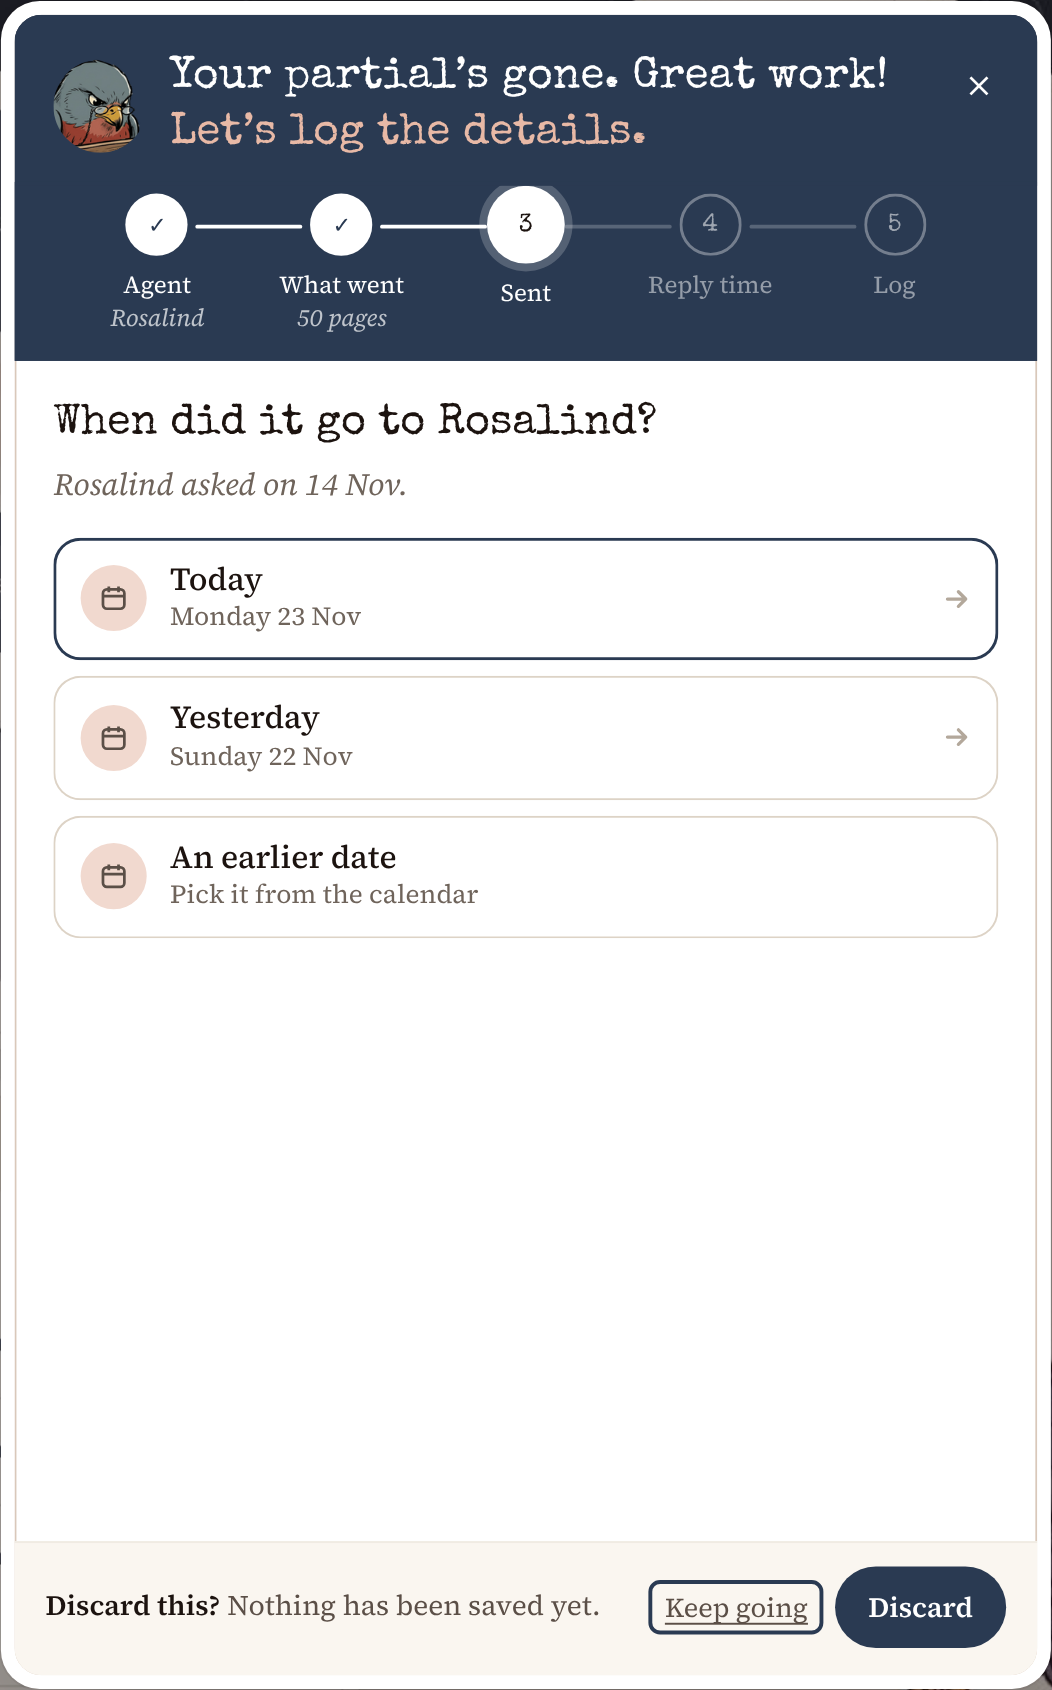 Your partial’s gone. Great work!
Let’s log the details.
✓
✓
3
4
5
Agent
What went
Sent
Reply time
Log
Rosalind
50 pages
When did it go to Rosalind?
Rosalind asked on 14 Nov.
Today
Monday 23 Nov
Yesterday
Sunday 22 Nov
An earlier date
Pick it from the calendar
Discard this? Nothing has been saved yet.
Keep going
Discard